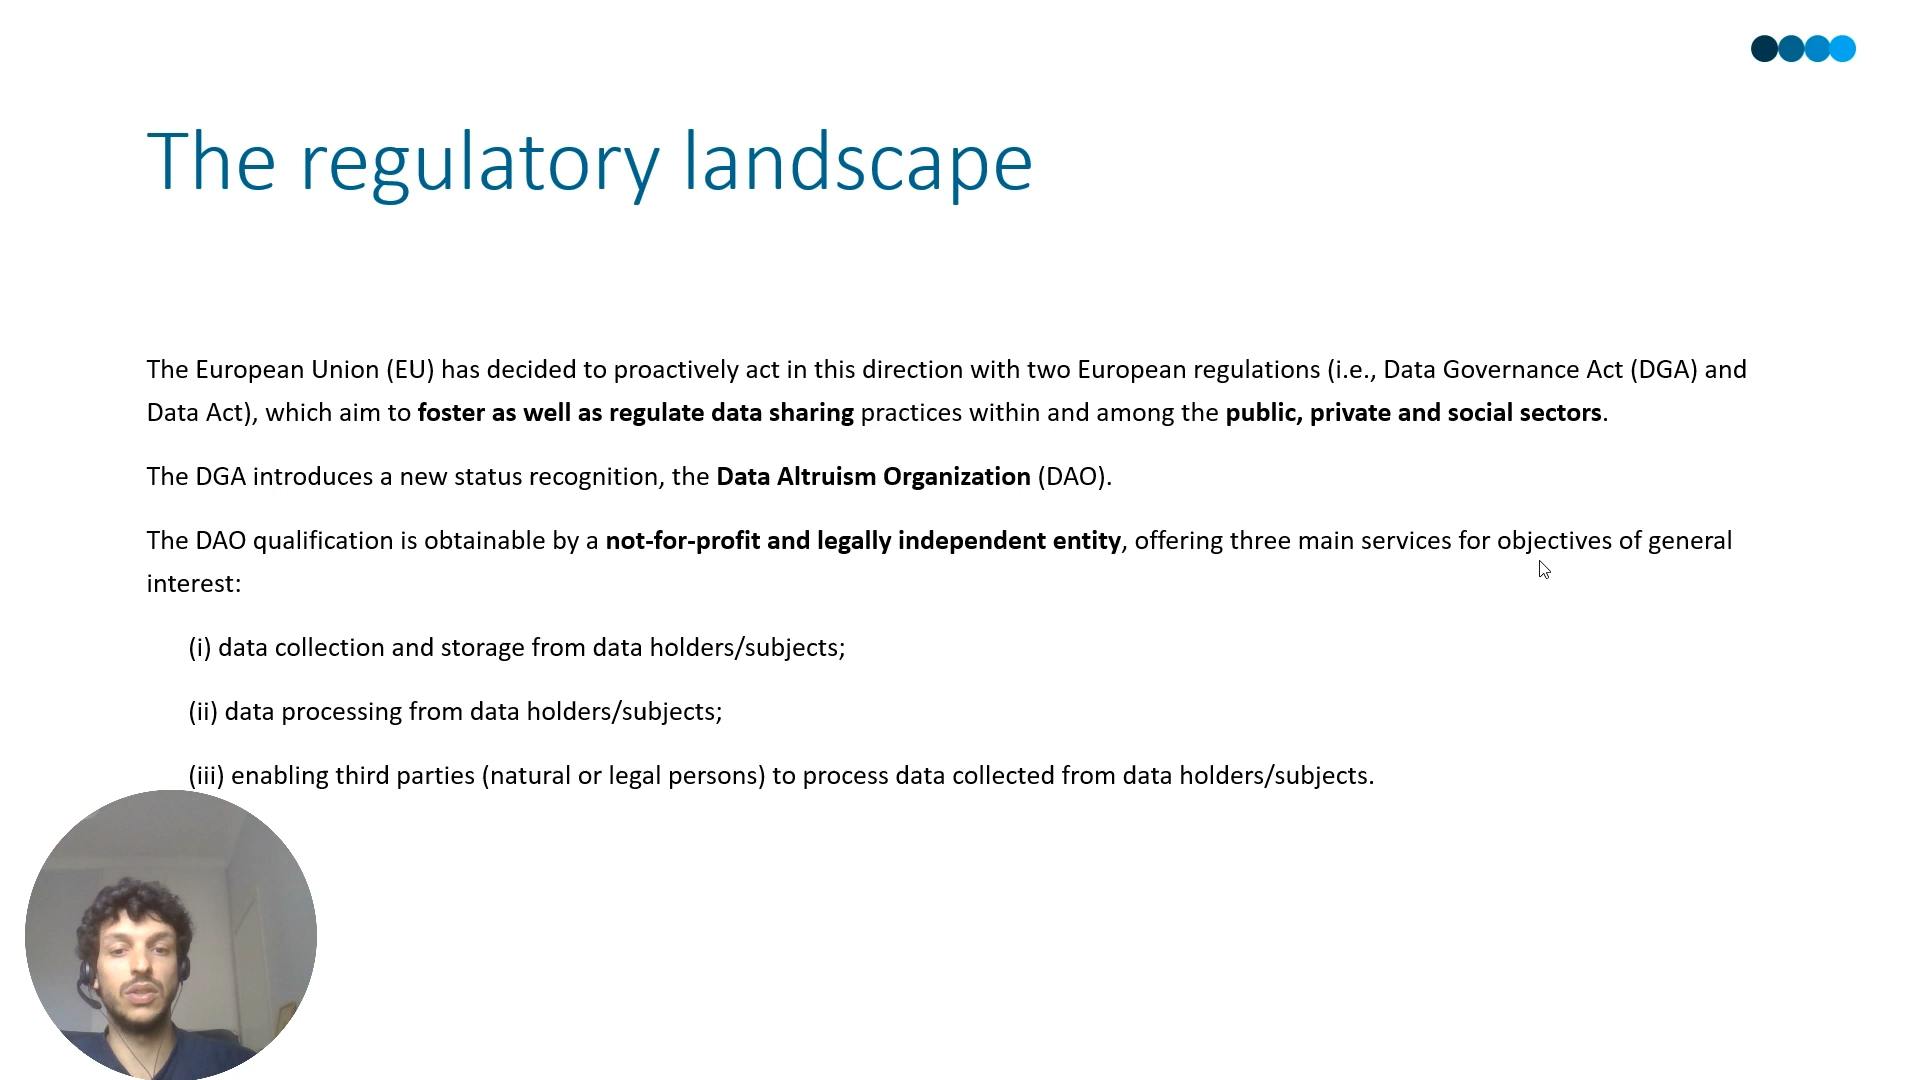 The regulatory landscape
The European Union (EU) has decided to proactively act in this direction with two European regulations (i.e., Data Governance Act (DGA) and
Data Act), which aim to foster as well as regulate data sharing practices within and among the public, private and social sectors.
The DGA introduces a new status recognition, the Data Altruism Organization (DAO).
The DAO qualification is obtainable by a not-for-profit and legally independent entity, offering three main services for objectives of general
interest:
(i) data collection and storage from data holders/subjects;
(ii) data processing from data holders/subjects;
(iii) enabling third parties (natural or legal persons) to process data collected from data holders/subjects.